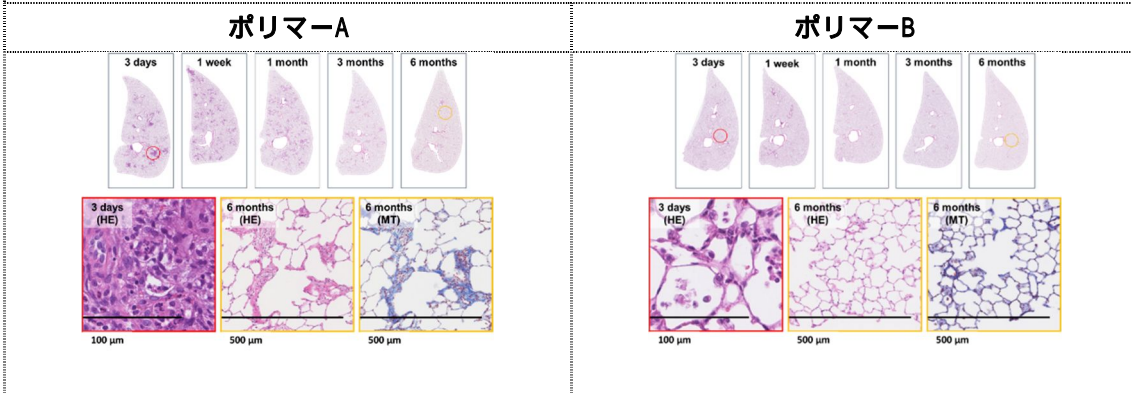 ポリマーA
3 days
1 week
1 month
3 months
6 months
3 days
(HE)
6 months
(HE)
6 months
(MT)
100 μm
500 μm
500 μm
ポリマーB
3 days
1 week
1 month
3 months
6 months
3 days
(HE)
6 months
(HE)
6 months
(MT)
100 μm
500 μm
500 μm